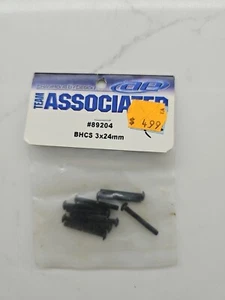 TEAM
ASSOCIATED
$ 4.99
#89204
BHCS 3x24mm